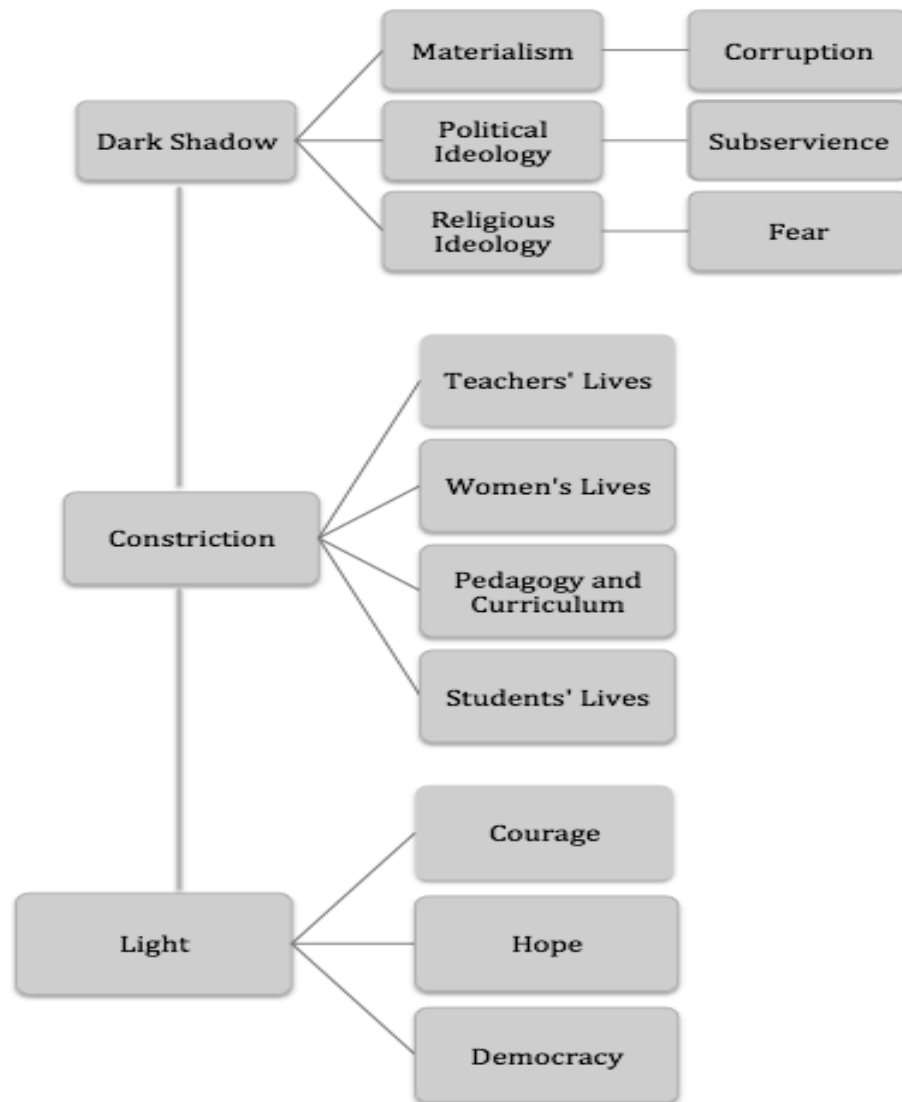 Materialism
Corruption
Dark Shadow
Political
Ideology
Subservience
Religious
Ideology
Fear
Teachers' Lives
Women's Lives
Constriction
Pedagogy and
Curriculum
Students' Lives
Courage
Light
Hope
Democracy